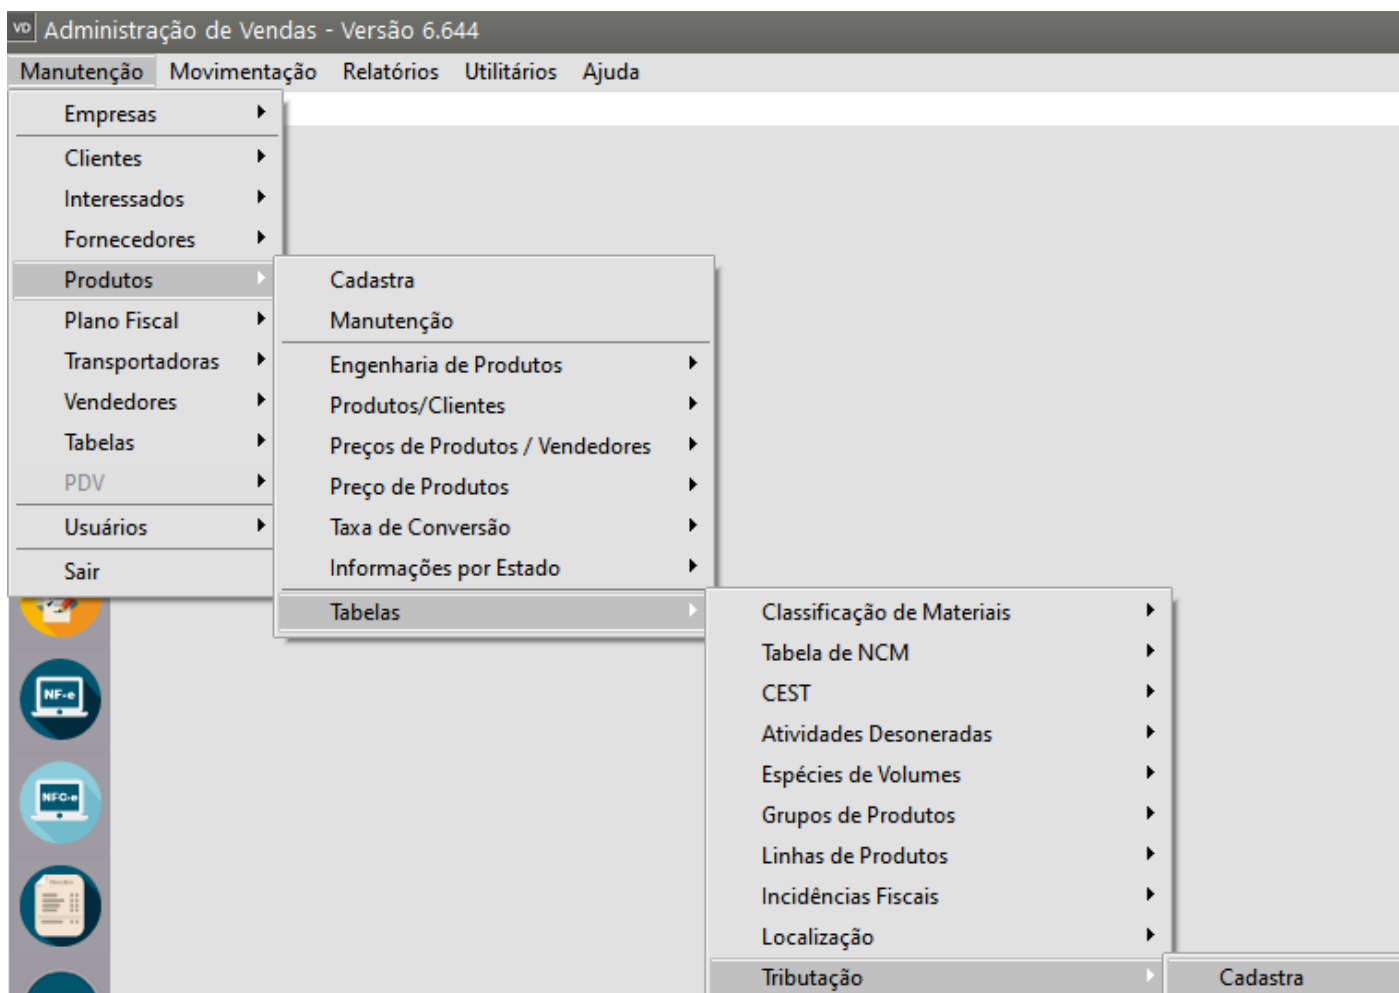 VD Administração de Vendas - Versão 6.644
Manutenção Movimentação Relatórios Utilitários Ajuda
Empresas
Clientes
Interessados
Fornecedores
Produtos
Plano Fiscal
Transportadoras
Vendedores
Tabelas
PDV
Usuários
Sair
Cadastra
Manutenção
Engenharia de Produtos
Produtos/Clientes
Preços de Produtos / Vendedores
Preço de Produtos
Taxa de Conversão
Informações por Estado
Tabelas
Classificação de Materiais
Tabela de NCM
CEST
Atividades Desoneradas
Espécies de Volumes
Grupos de Produtos
Linhas de Produtos
Incidências Fiscais
Localização
Tributação
Cadastra
NF-e
NFC-e